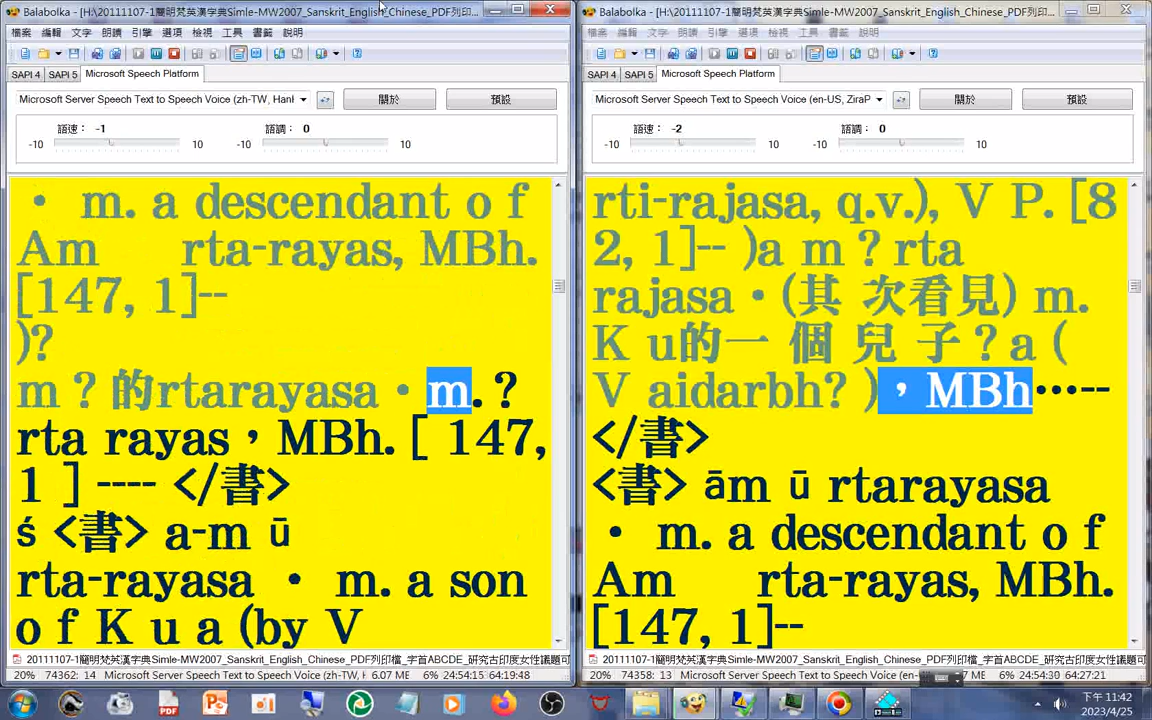 Balabolka - [H:\20111107-1簡明梵英漢字典Simle-MW2007_Sanskrit_English_Chinese_PDF列印...
檔案 編輯 文字 朗讀 引擎 選項 檢視 工具 書籤 說明
SAPI 4 SAPI 5 Microsoft Speech Platform
Microsoft Server Speech Text to Speech Voice (zh-TW, Hanl
關於 預設
語速： -1 語調： 0
-10 10 -10 10
• m. a descendant o f
Am rta-rayas, MBh.
[147, 1]--
)?
m ? 的rtarayasa • m. ?
rta rayas，MBh. [ 147,
1 ] ---- </書>
ś <書> a-m ū
rta-rayasa • m. a son
o f K u a (by V
20111107-1簡明梵英漢字典Simle-MW2007_Sanskrit_English_Chinese_PDF列印檔_字首ABCDE_研究古印度女性議題可
20% 74362: 14 Microsoft Server Speech Text to Speech Voice (zh-TW, H 6.07 MB 6% 24:54:15 64:19:48
Balabolka - [H:\20111107-1簡明梵英漢字典Simle-MW2007_Sanskrit_English_Chinese_PDF印...
檔案 編輯 文字 朗讀 引擎 選項 檢視 工具 書籤 說明
SAPI 4 SAPI 5 Microsoft Speech Platform
Microsoft Server Speech Text to Speech Voice (en-US, ZiraP
關於 預設
語速： -2 語調： 0
-10 10 -10 10
rti-rajasa, q.v.), V P. [8
2, 1]-- )a m ? rta
rajasa • (其 次看見) m.
K u的一 個 兒 子？a (
V aidarbh? )，MBh…--
</書>
<書> ām ū rtarayasa
• m. a descendant o f
Am rta-rayas, MBh.
[147, 1]--
20111107-1簡明梵英漢字典Simle-MW2007_Sanskrit_English_Chinese_PDF列印檔_字首ABCDE_研究古印度女性議題可
20% 74358: 13 Microsoft Server Speech Text to Speech Voice (en-US, 6% 24:54:30 64:27:21
下午 11:42
2023/4/25